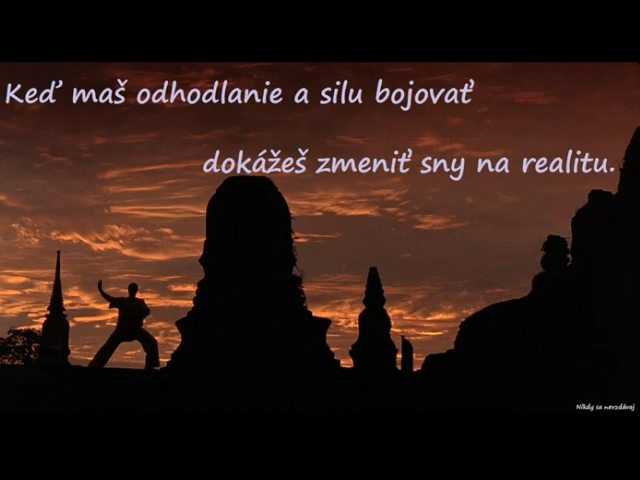 Keď maš odhodlanie a silu bojovať
dokážeš zmeniť sny na realitu.
Nikdy sa nevzdávaj